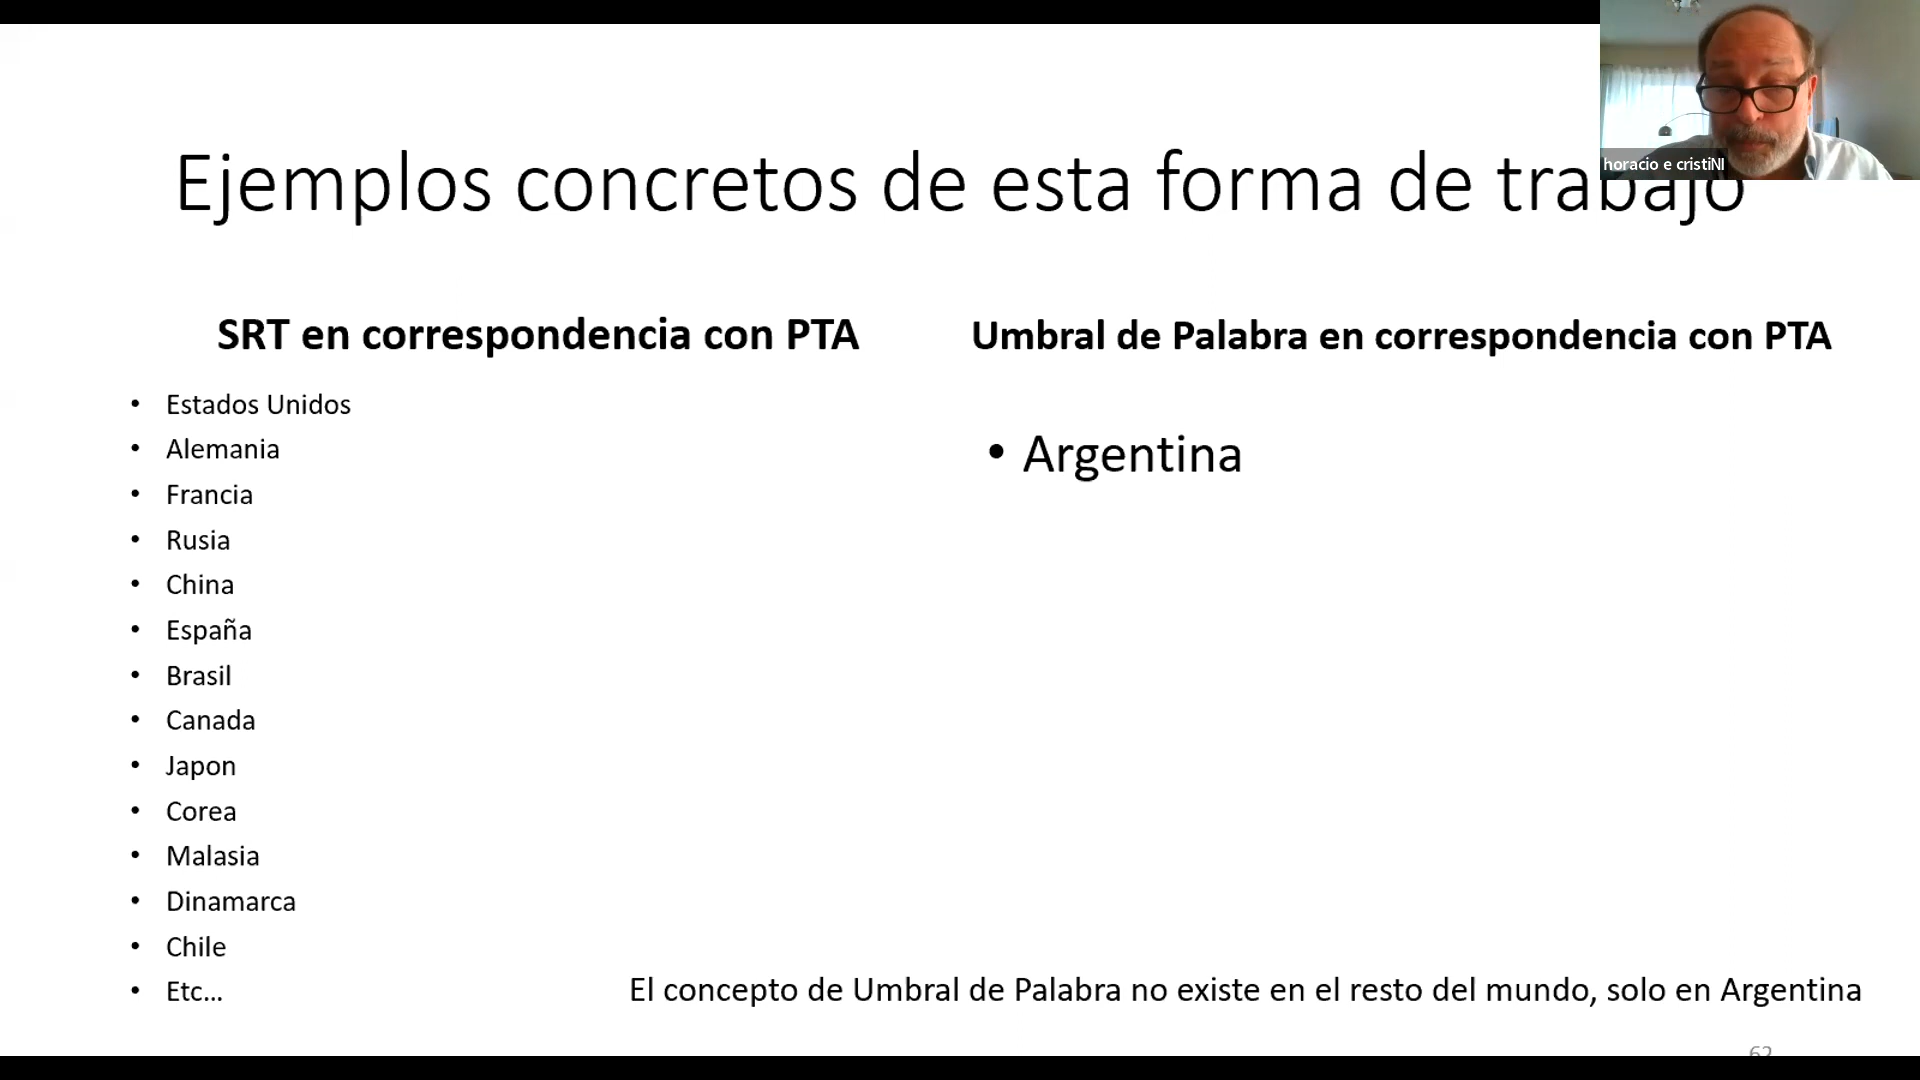 horacio e cristiNI
Ejemplos concretos de esta forma de trabajo
SRT en correspondencia con PTA
• Estados Unidos
• Alemania
• Francia
• Rusia
• China
• España
• Brasil
• Canada
• Japon
• Corea
• Malasia
• Dinamarca
• Chile
• Etc...
Umbral de Palabra en correspondencia con PTA
• Argentina
El concepto de Umbral de Palabra no existe en el resto del mundo, solo en Argentina
62